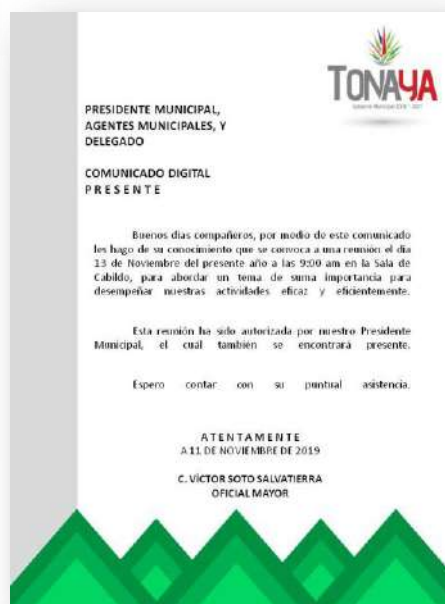 TONAYA
Gobierno Municipal 2018 - 2021
PRESIDENTE MUNICIPAL,
AGENTES MUNICIPALES, Y
DELEGADO
COMUNICADO DIGITAL
P R E S E N T E
Buenos días compañeros, por medio de este comunicado
les hago de su conocimiento que se convoca a una reunión el día
13 de Noviembre del presente año a las 9:00 am en la Sala de
Cabildo, para abordar un tema de suma importancia para
desempeñar nuestras actividades eficaz y eficientemente.
Esta reunión ha sido autorizada por nuestro Presidente
Municipal, el cuál también se encontrará presente.
Espero contar con su puntual asistencia.
A T E N T A M E N T E
A 11 DE NOVIEMBRE DE 2019
C. VÍCTOR SOTO SALVATIERRA
OFICIAL MAYOR